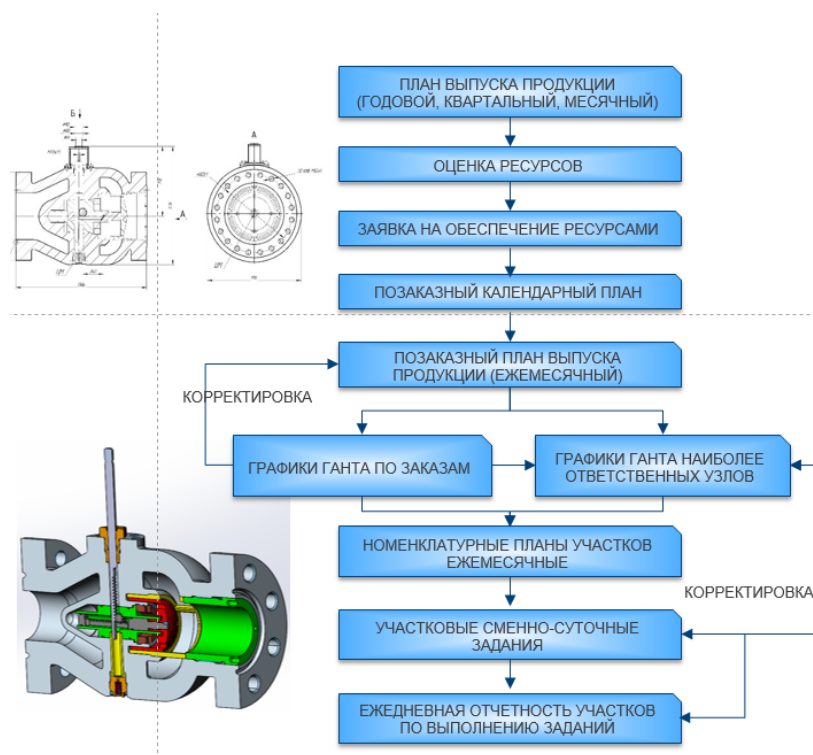 ПЛАН ВЫПУСКА ПРОДУКЦИИ
(ГОДОВОЙ, КВАРТАЛЬНЫЙ, МЕСЯЧНЫЙ)
Б
А
ОЦЕНКА РЕСУРСОВ
А
ЗАЯВКА НА ОБЕСПЕЧЕНИЕ РЕСУРСАМИ
ПОЗАКАЗНЫЙ КАЛЕНДАРНЫЙ ПЛАН
ПОЗАКАЗНЫЙ ПЛАН ВЫПУСКА
ПРОДУКЦИИ (ЕЖЕМЕСЯЧНЫЙ)
КОРРЕКТИРОВКА
ГРАФИКИ ГАНТА ПО ЗАКАЗАМ
ГРАФИКИ ГАНТА НАИБОЛЕЕ
ОТВЕТСТВЕННЫХ УЗЛОВ
НОМЕНКЛАТУРНЫЕ ПЛАНЫ УЧАСТКОВ
ЕЖЕМЕСЯЧНЫЕ
КОРРЕКТИРОВКА
УЧАСТКОВЫЕ СМЕННО-СУТОЧНЫЕ
ЗАДАНИЯ
ЕЖЕДНЕВНАЯ ОТЧЕТНОСТЬ УЧАСТКОВ
ПО ВЫПОЛНЕНИЮ ЗАДАНИЙ